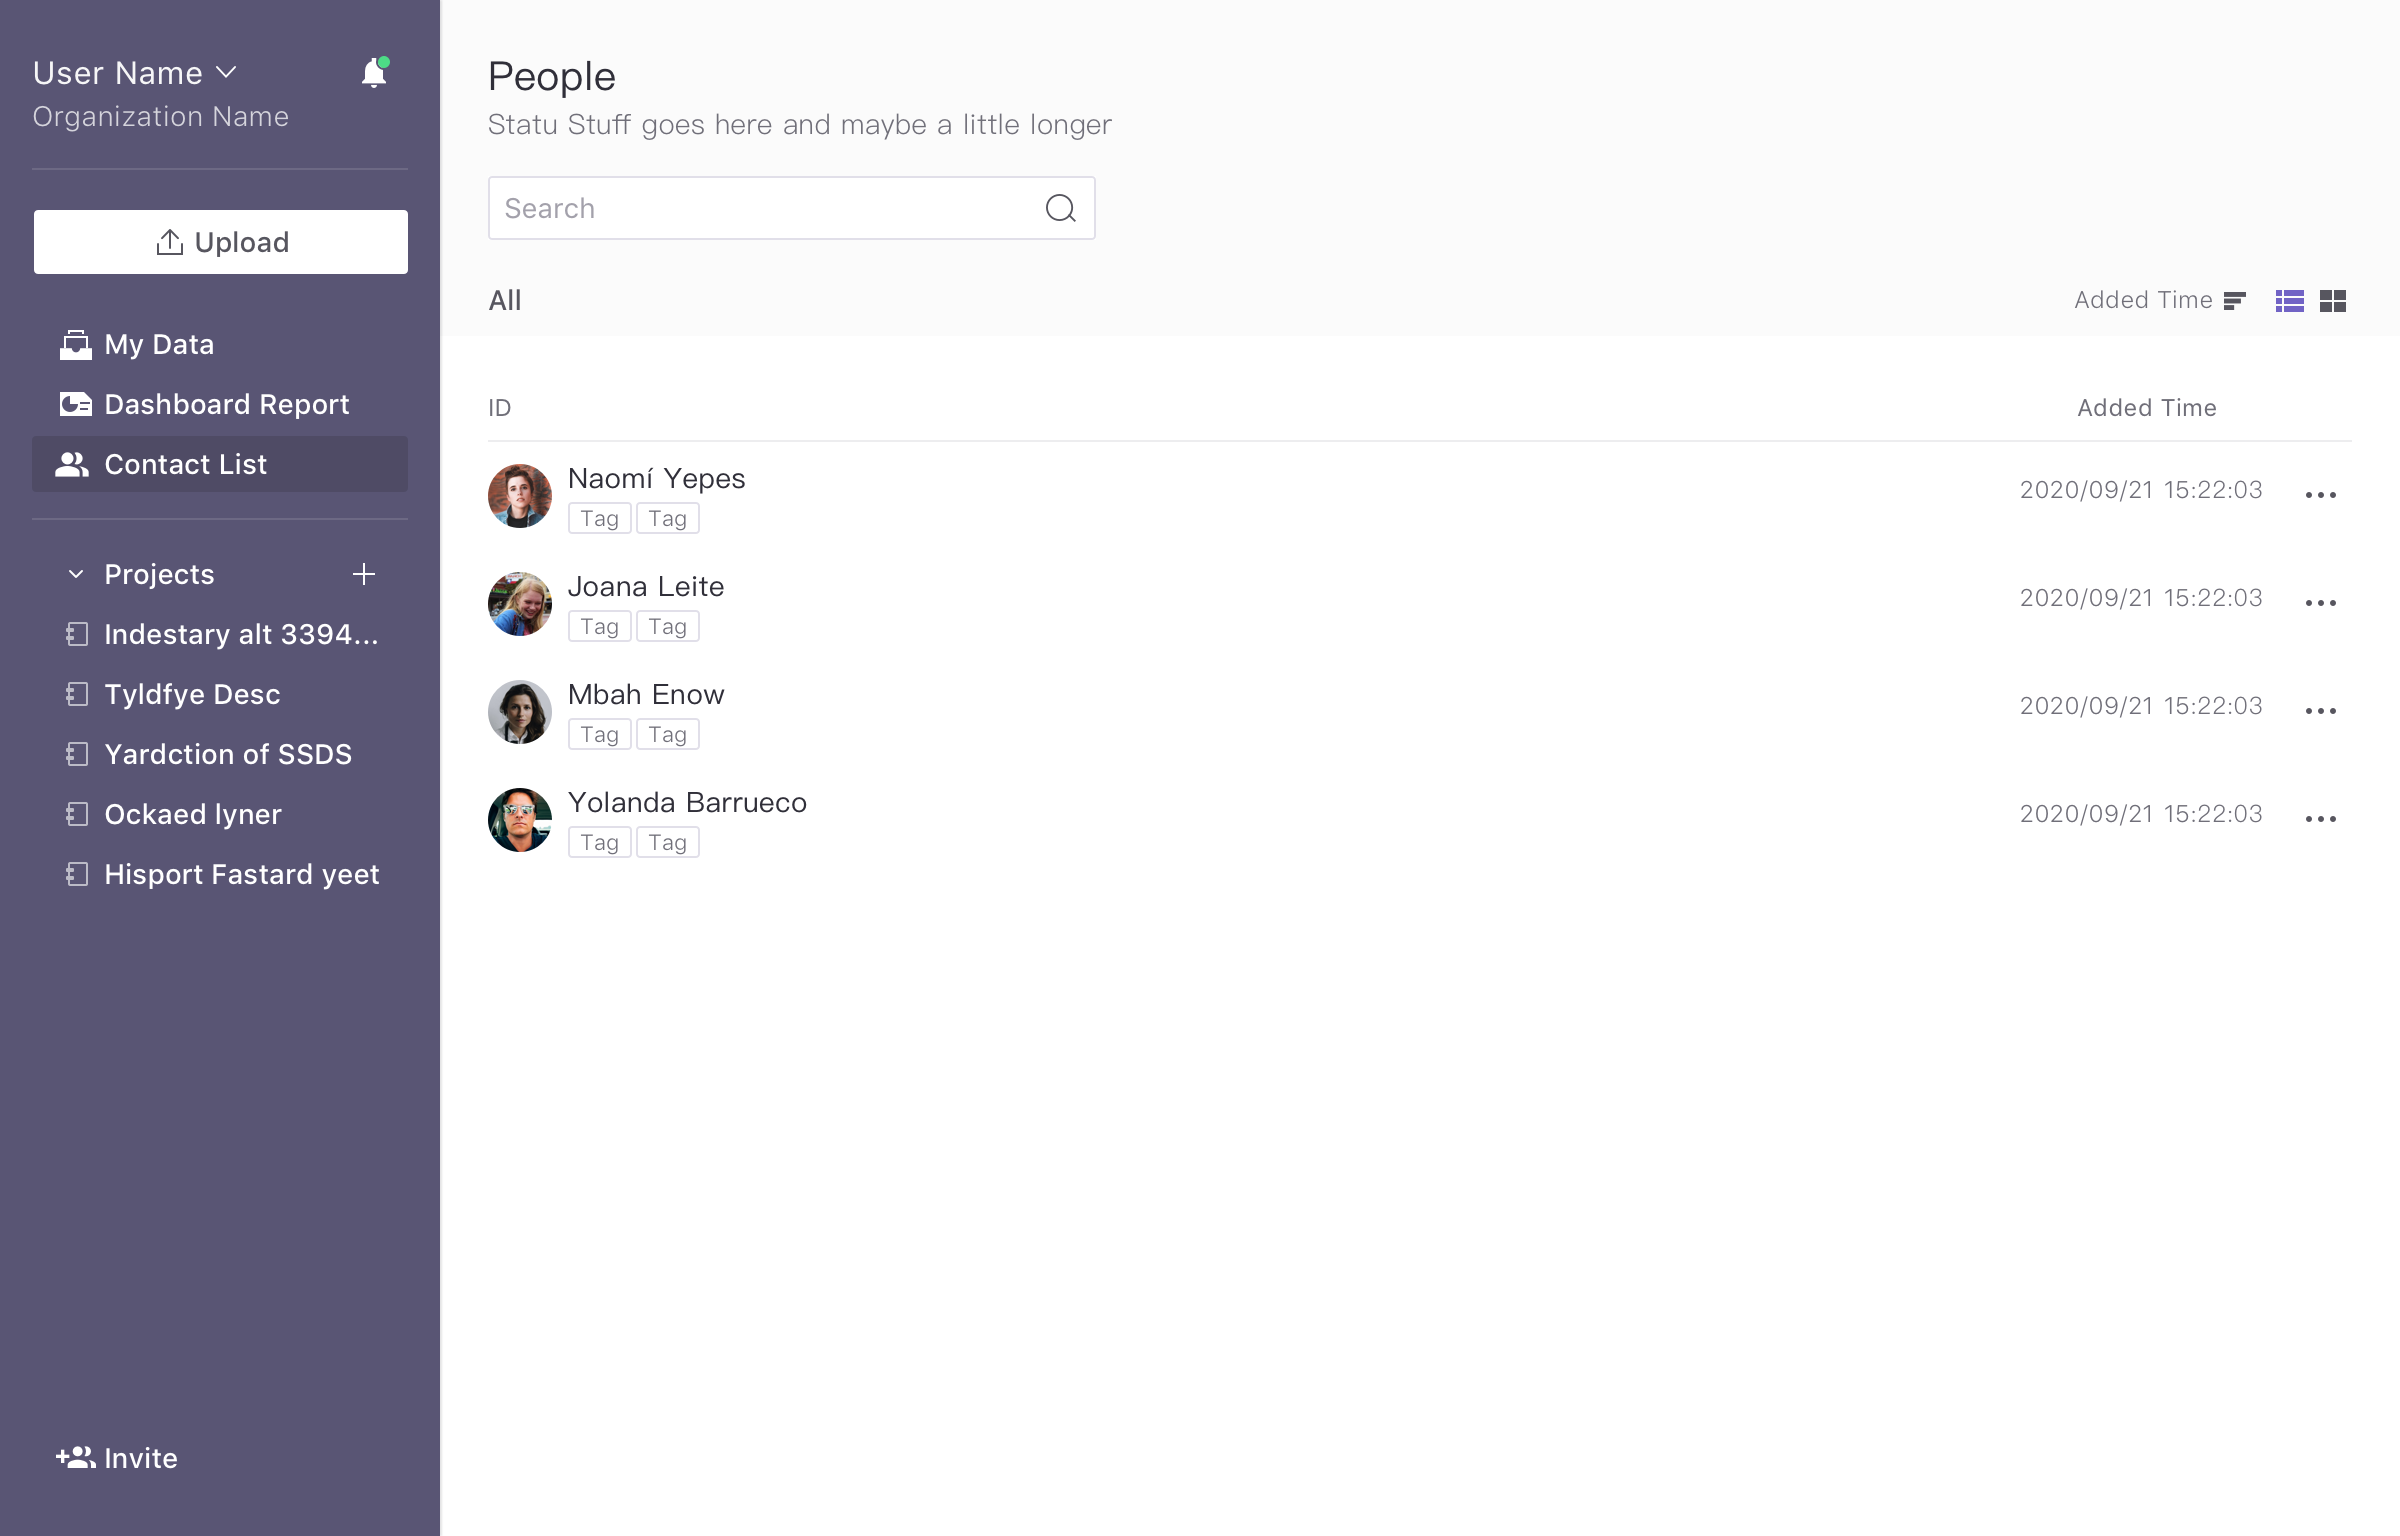 User Name
Organization Name
Upload
My Data
Dashboard Report
Contact List
Projects
Indestary alt 3394...
Tyldfye Desc
Yardction of SSDS
Ockaed lyner
Hisport Fastard yeet
Invite
People
Statu Stuff goes here and maybe a little longer
Search
All
Added Time
ID Added Time
Naomí Yepes
Tag Tag
2020/09/21 15:22:03
Joana Leite
Tag Tag
2020/09/21 15:22:03
Mbah Enow
Tag Tag
2020/09/21 15:22:03
Yolanda Barrueco
Tag Tag
2020/09/21 15:22:03